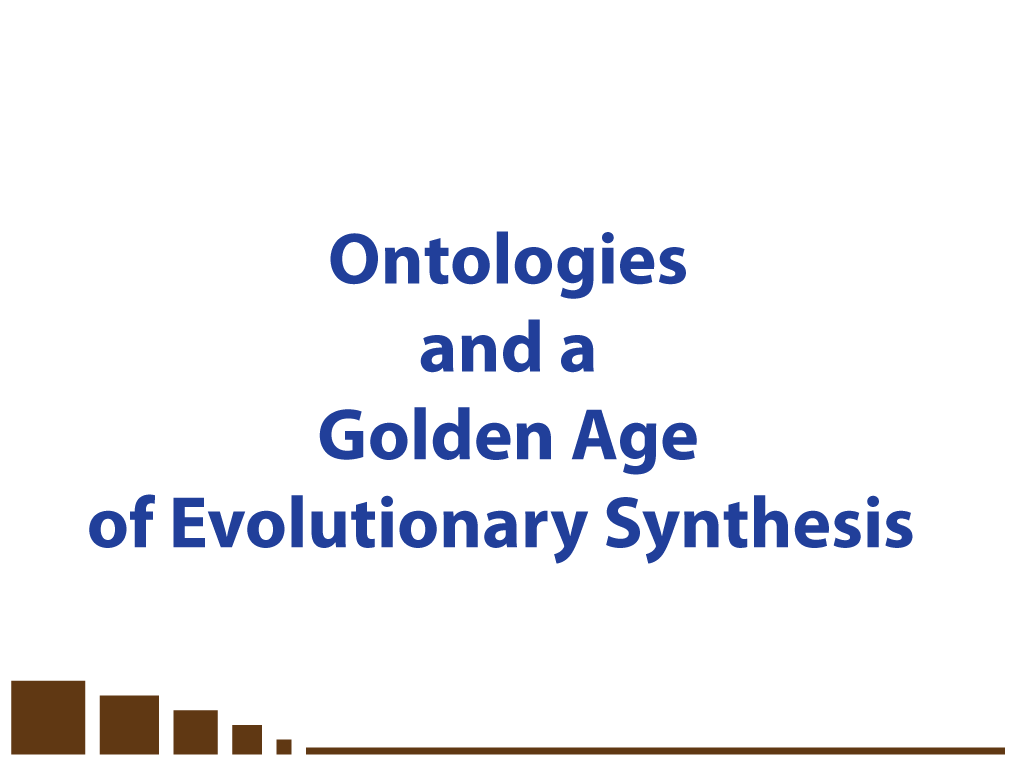 Ontologies
and a
Golden Age
of Evolutionary Synthesis